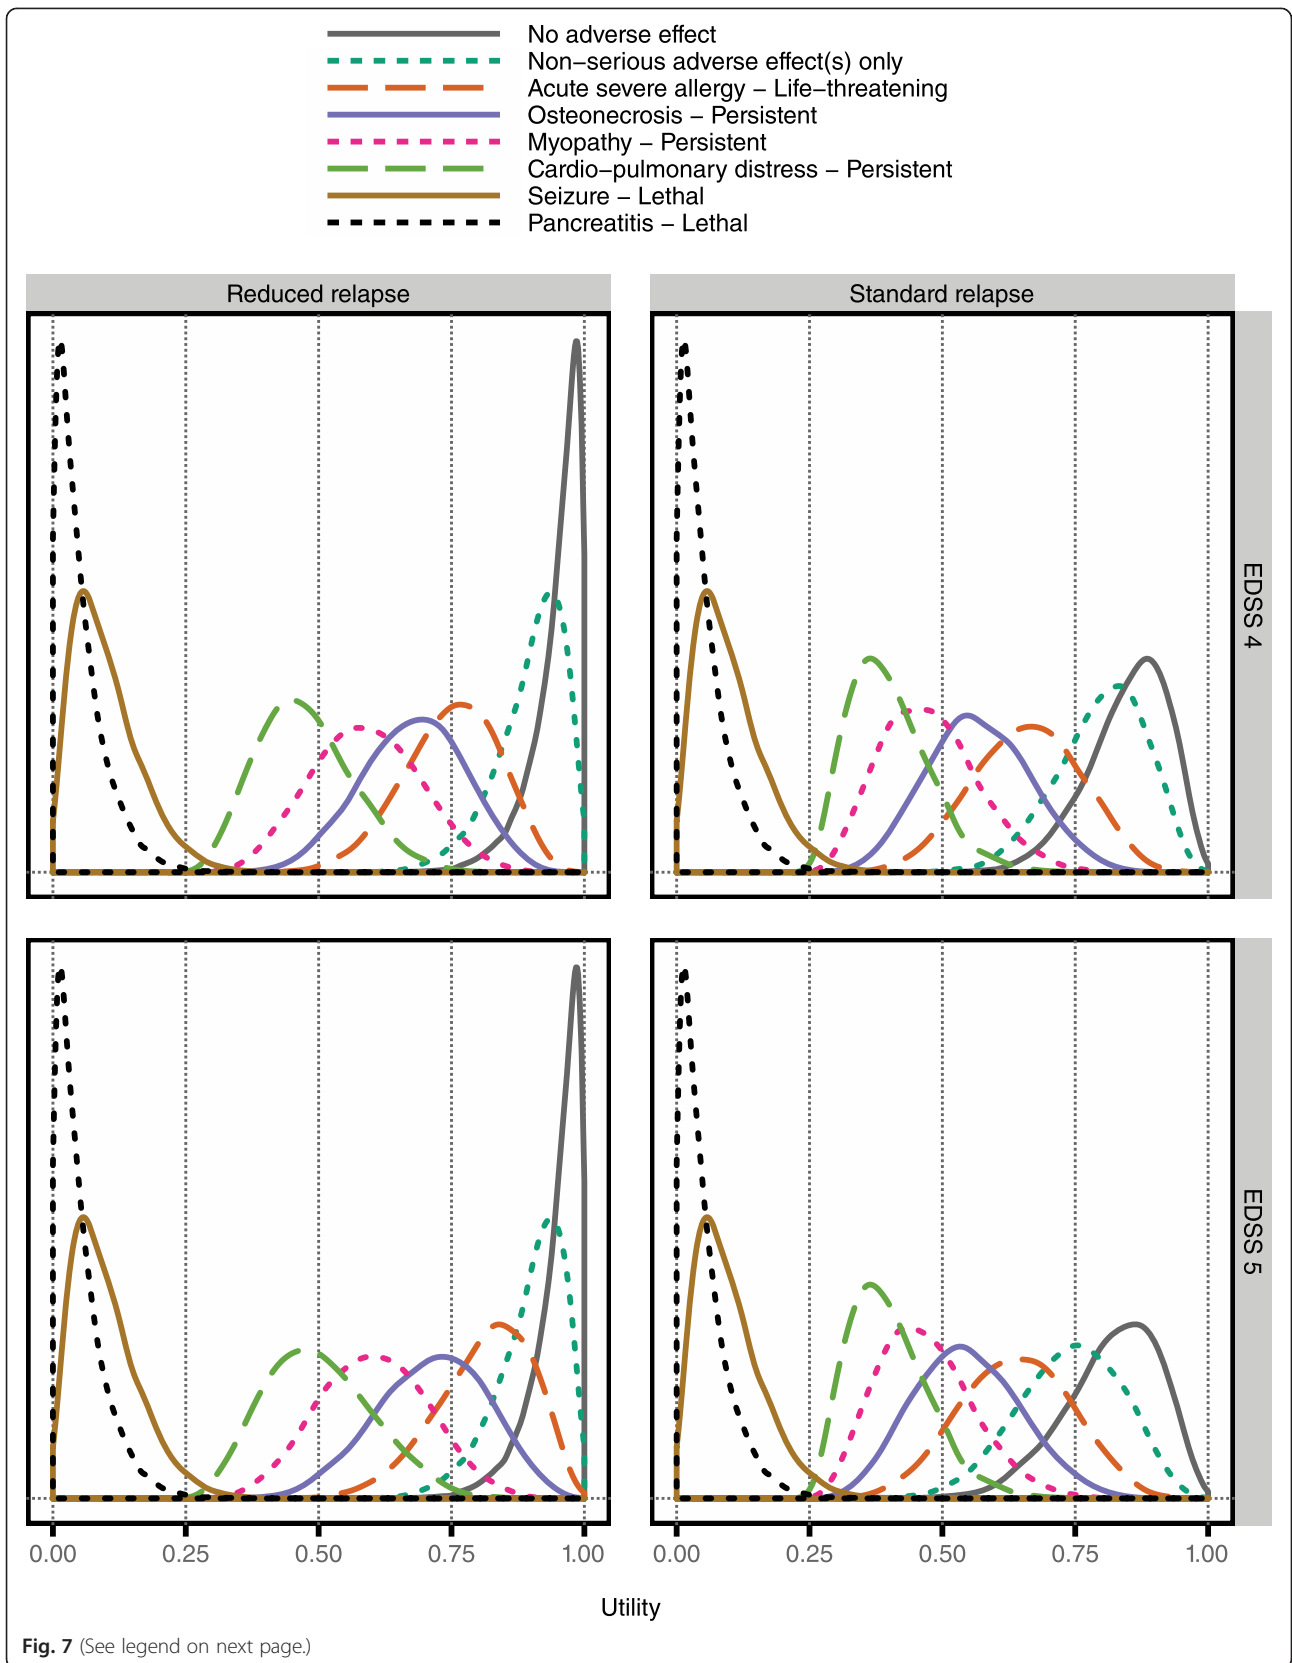 No adverse effect
Non−serious adverse effect(s) only
Acute severe allergy − Life−threatening
Osteonecrosis − Persistent
Myopathy − Persistent
Cardio−pulmonary distress − Persistent
Seizure − Lethal
Pancreatitis − Lethal
Reduced relapse
Standard relapse
EDSS 4
EDSS 5
0.00 0.25 0.50 0.75 1.00
0.00 0.25 0.50 0.75 1.00
Utility
Fig. 7 (See legend on next page.)